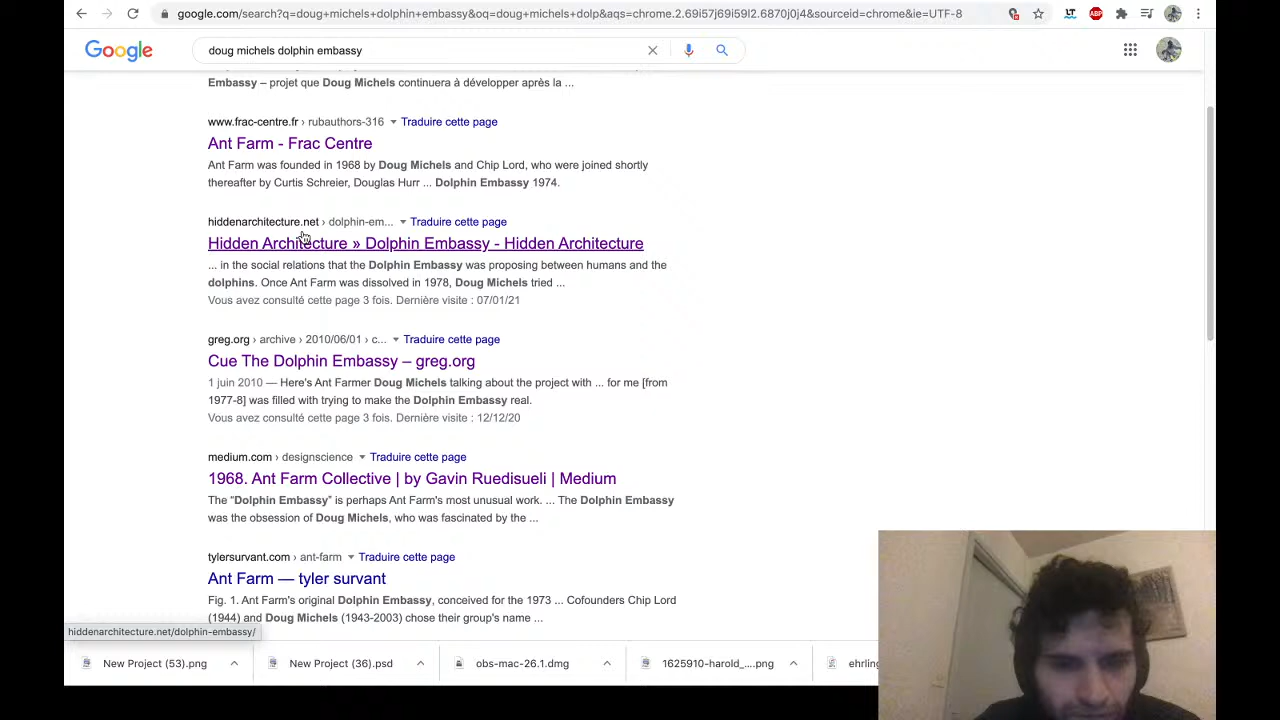 google.com/search?q=doug+michels+dolphin+embassy&oq=doug+michels+dolp&aqs=chrome.2.69i57j69i59l2.6870j0j4&sourceid=chrome&ie=UTF-8
LT
ABP
Google
doug michels dolphin embassy
Embassy – projet que Doug Michels continuera à développer après la ...
www.frac-centre.fr › rubauthors-316 Traduire cette page
Ant Farm - Frac Centre
Ant Farm was founded in 1968 by Doug Michels and Chip Lord, who were joined shortly
thereafter by Curtis Schreier, Douglas Hurr ... Dolphin Embassy 1974.
hiddenarchitecture.net › dolphin-em... Traduire cette page
Hidden Architecture » Dolphin Embassy - Hidden Architecture
... in the social relations that the Dolphin Embassy was proposing between humans and the
dolphins. Once Ant Farm was dissolved in 1978, Doug Michels tried ...
Vous avez consulté cette page 3 fois. Dernière visite : 07/01/21
greg.org › archive › 2010/06/01 › c... Traduire cette page
Cue The Dolphin Embassy – greg.org
1 juin 2010 — Here's Ant Farmer Doug Michels talking about the project with ... for me [from
1977-8] was filled with trying to make the Dolphin Embassy real.
Vous avez consulté cette page 3 fois. Dernière visite : 12/12/20
medium.com › designscience Traduire cette page
1968. Ant Farm Collective | by Gavin Ruedisueli | Medium
The “Dolphin Embassy” is perhaps Ant Farm's most unusual work. ... The Dolphin Embassy
was the obsession of Doug Michels, who was fascinated by the ...
tylersurvant.com › ant-farm Traduire cette page
Ant Farm — tyler survant
Fig. 1. Ant Farm's original Dolphin Embassy, conceived for the 1973 ... Cofounders Chip Lord
(1944) and Doug Michels (1943-2003) chose their group's name ...
hiddenarchitecture.net/dolphin-embassy/
New Project (53).png
New Project (36).psd
obs-mac-26.1.dmg
1625910-harold_....png
ehrling